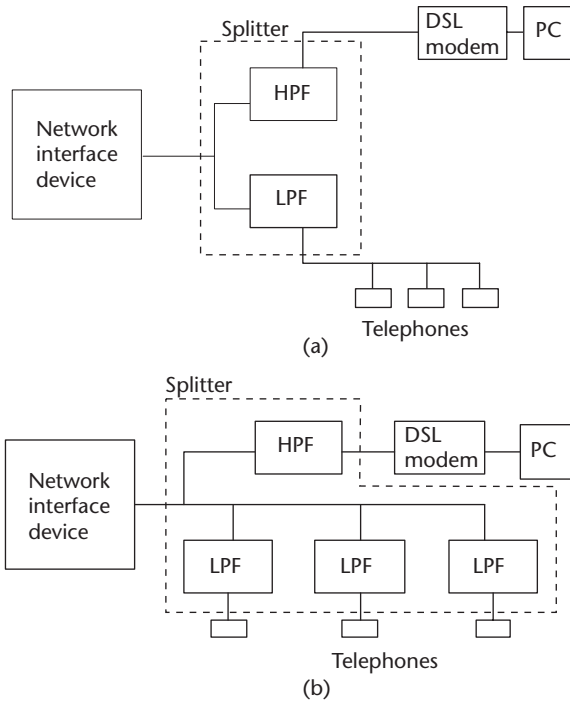 Splitter
DSL
modem
PC
HPF
Network
interface
device
LPF
Telephones
(a)
Splitter
HPF
DSL
modem
PC
Network
interface
device
LPF
LPF
LPF
Telephones
(b)